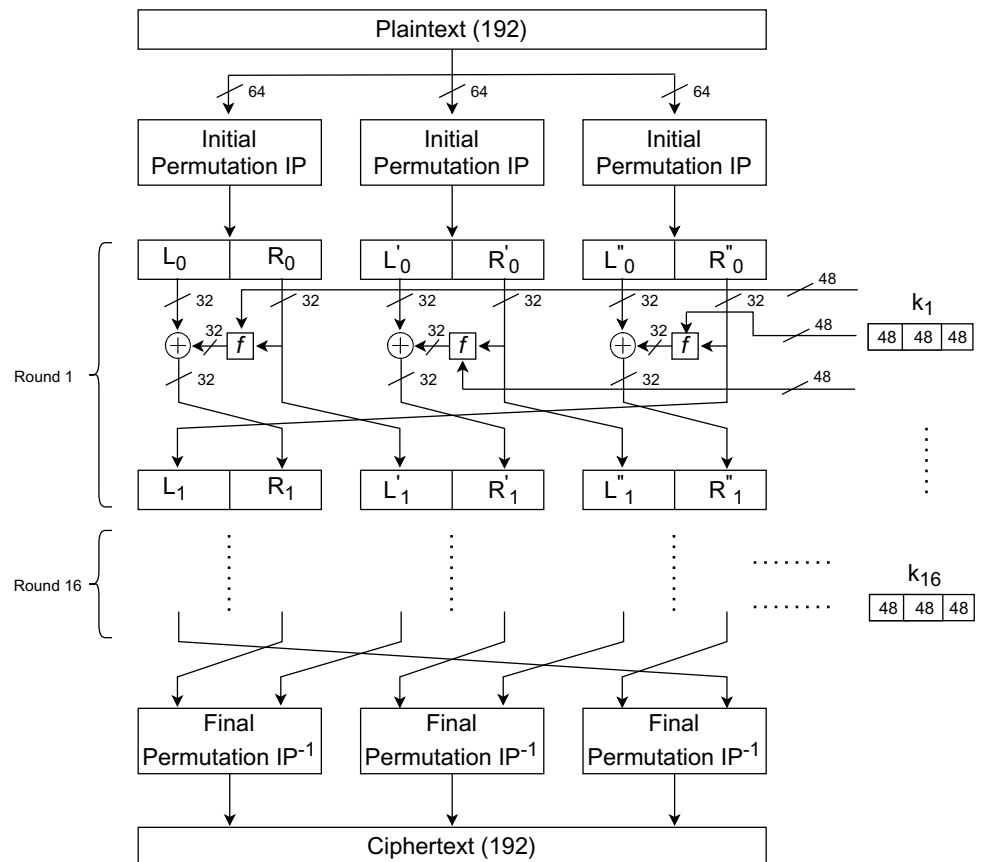 Plaintext (192)
64 64 64
Initial Permutation IP
Initial Permutation IP
Initial Permutation IP
Round 1
L0 R0 L'0 R'0 L"0 R"0
48
32 32 32 32 32 32
k1
48
48 48 48
32 f 32 f 32 f
32 32 32
48
L1 R1 L'1 R'1 L"1 R"1
Round 16
k16
48 48 48
Final Permutation IP-1
Final Permutation IP-1
Final Permutation IP-1
Ciphertext (192)